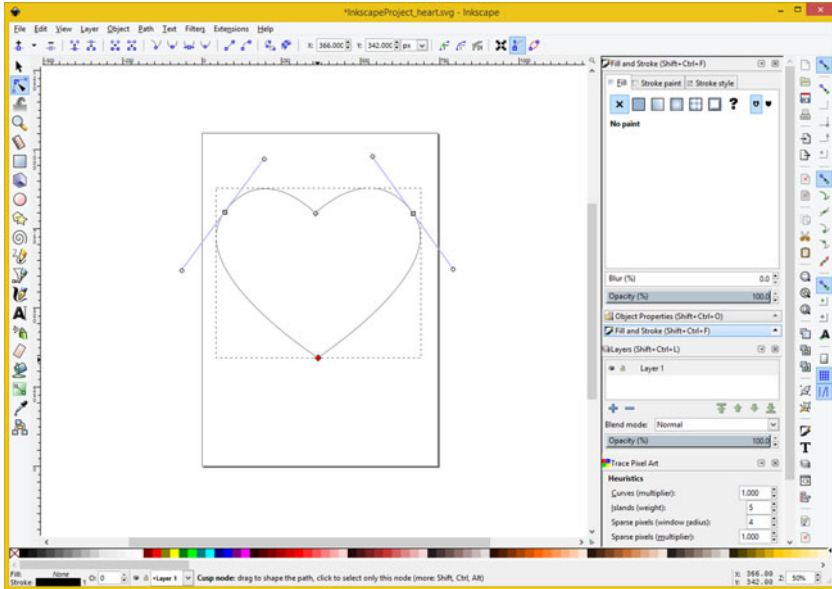 *InkscapeProject_heart.svg - Inkscape
File Edit View Layer Object Path Text Filters Extensions Help
X: 366.000 Y: 342.000 px
Fill and Stroke (Shift+Ctrl+F)
Fill Stroke paint Stroke style
?
No paint
Blur (%) 0.0
Opacity (%) 100.0
Object Properties (Shift+Ctrl+O)
Fill and Stroke (Shift+Ctrl+F)
Layers (Shift+Ctrl+L)
Layer 1
Blend mode: Normal
Opacity (%) 100.0
Trace Pixel Art
Heuristics
Curves (multiplier): 1.000
Islands (weight): 5
Sparse pixels (window radius): 4
Sparse pixels (multiplier): 1.000
Fill: None
Stroke: 1 O: 0 Layer 1 Cusp node: drag to shape the path, click to select only this node (more: Shift, Ctrl, Alt)
X: 366.00
Y: 342.00
Z: 50%